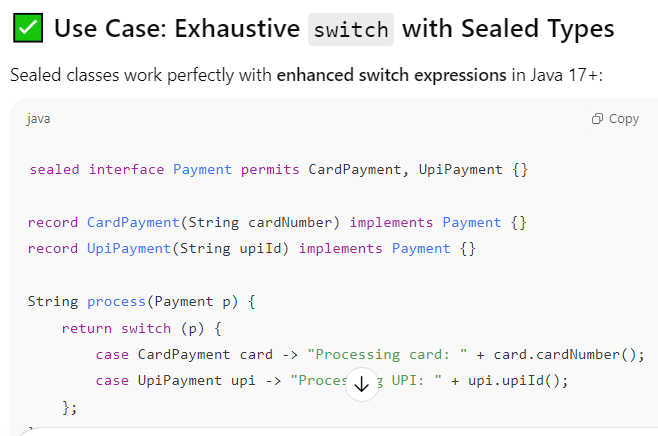 ✅ Use Case: Exhaustive switch with Sealed Types
Sealed classes work perfectly with enhanced switch expressions in Java 17+:
java
Copy
sealed interface Payment permits CardPayment, UpiPayment {}
record CardPayment(String cardNumber) implements Payment {}
record UpiPayment(String upiId) implements Payment {}
String process(Payment p) {
return switch (p) {
case CardPayment card -> "Processing card: " + card.cardNumber();
case UpiPayment upi -> "Processing UPI: " + upi.upiId();
};